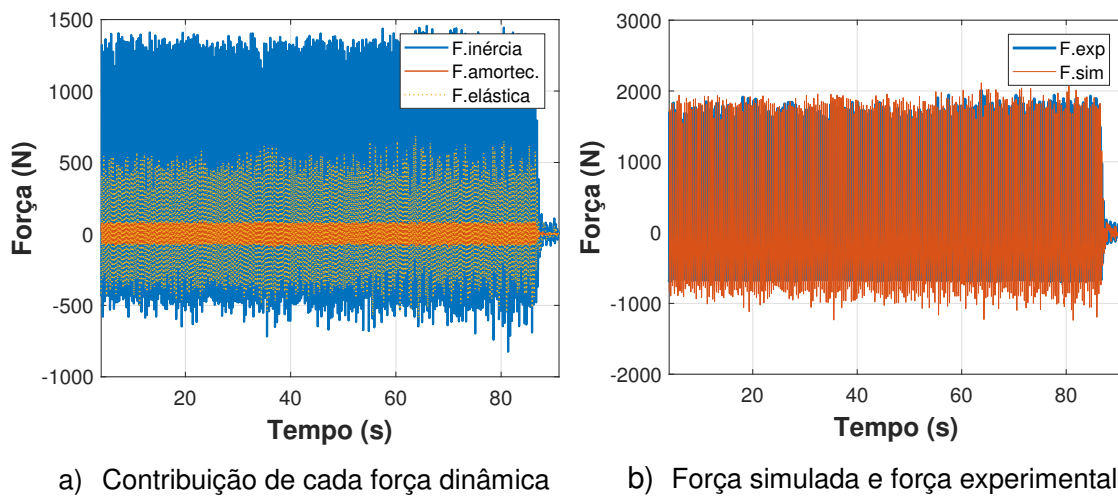 1500
1000
500
0
-500
-1000
20
40
60
80
Força (N)
Tempo (s)
F.inércia
F.amortec.
F.elástica
a) Contribuição de cada força dinâmica
3000
2000
1000
0
-1000
-2000
20
40
60
80
Força (N)
Tempo (s)
F.exp
F.sim
b) Força simulada e força experimental